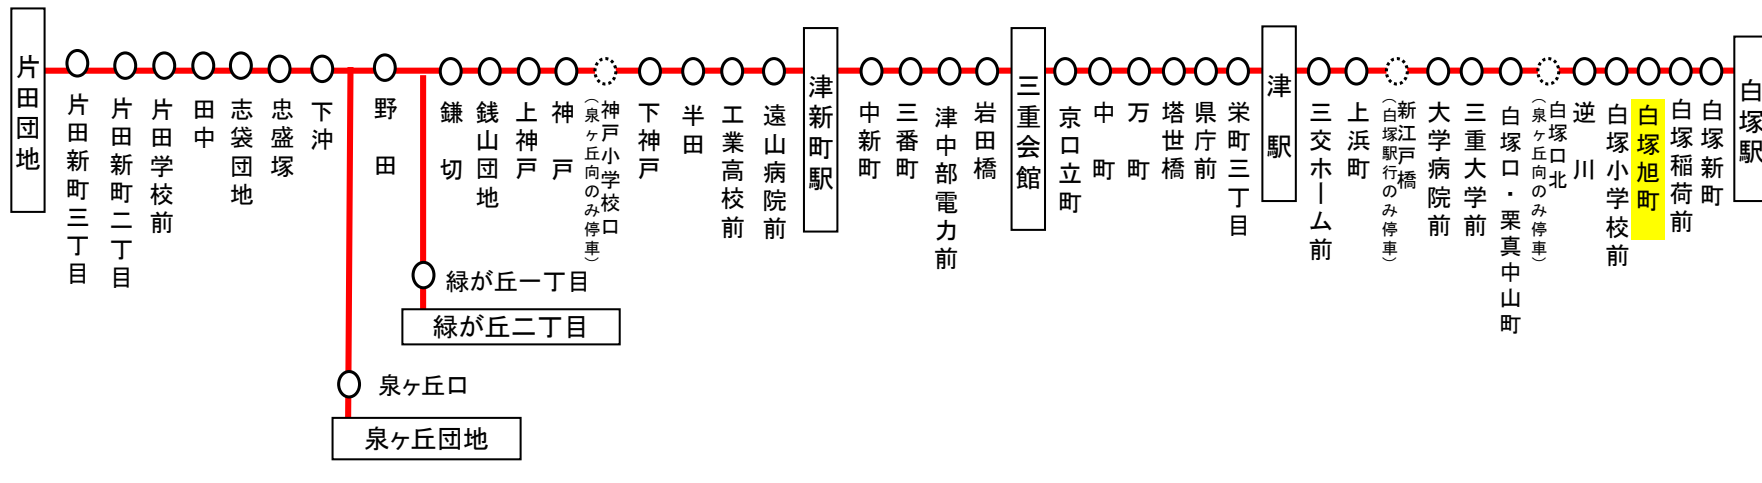 片田団地
片田新町三丁目
片田新町二丁目
片田学校前
田中
志袋団地
忠盛塚
下沖
野田
鎌切
銭山団地
上神戸
神戸
神戸小学校口
（泉ヶ丘向のみ停車）
下神戸
半田
工業高校前
遠山病院前
津新町駅
中新町
三番町
津中部電力前
岩田橋
三重会館
京口立町
中町
万町
塔世橋
県庁前
栄町三丁目
津駅
三交ホーム前
上浜町
新江戸橋
（白塚駅行のみ停車）
大学病院前
三重大学前
白塚口・栗真中山町
白塚口北
（泉ヶ丘向のみ停車）
逆川
白塚小学校前
白塚旭町
白塚稲荷前
白塚新町
白塚駅
緑が丘一丁目
緑が丘二丁目
泉ヶ丘口
泉ヶ丘団地